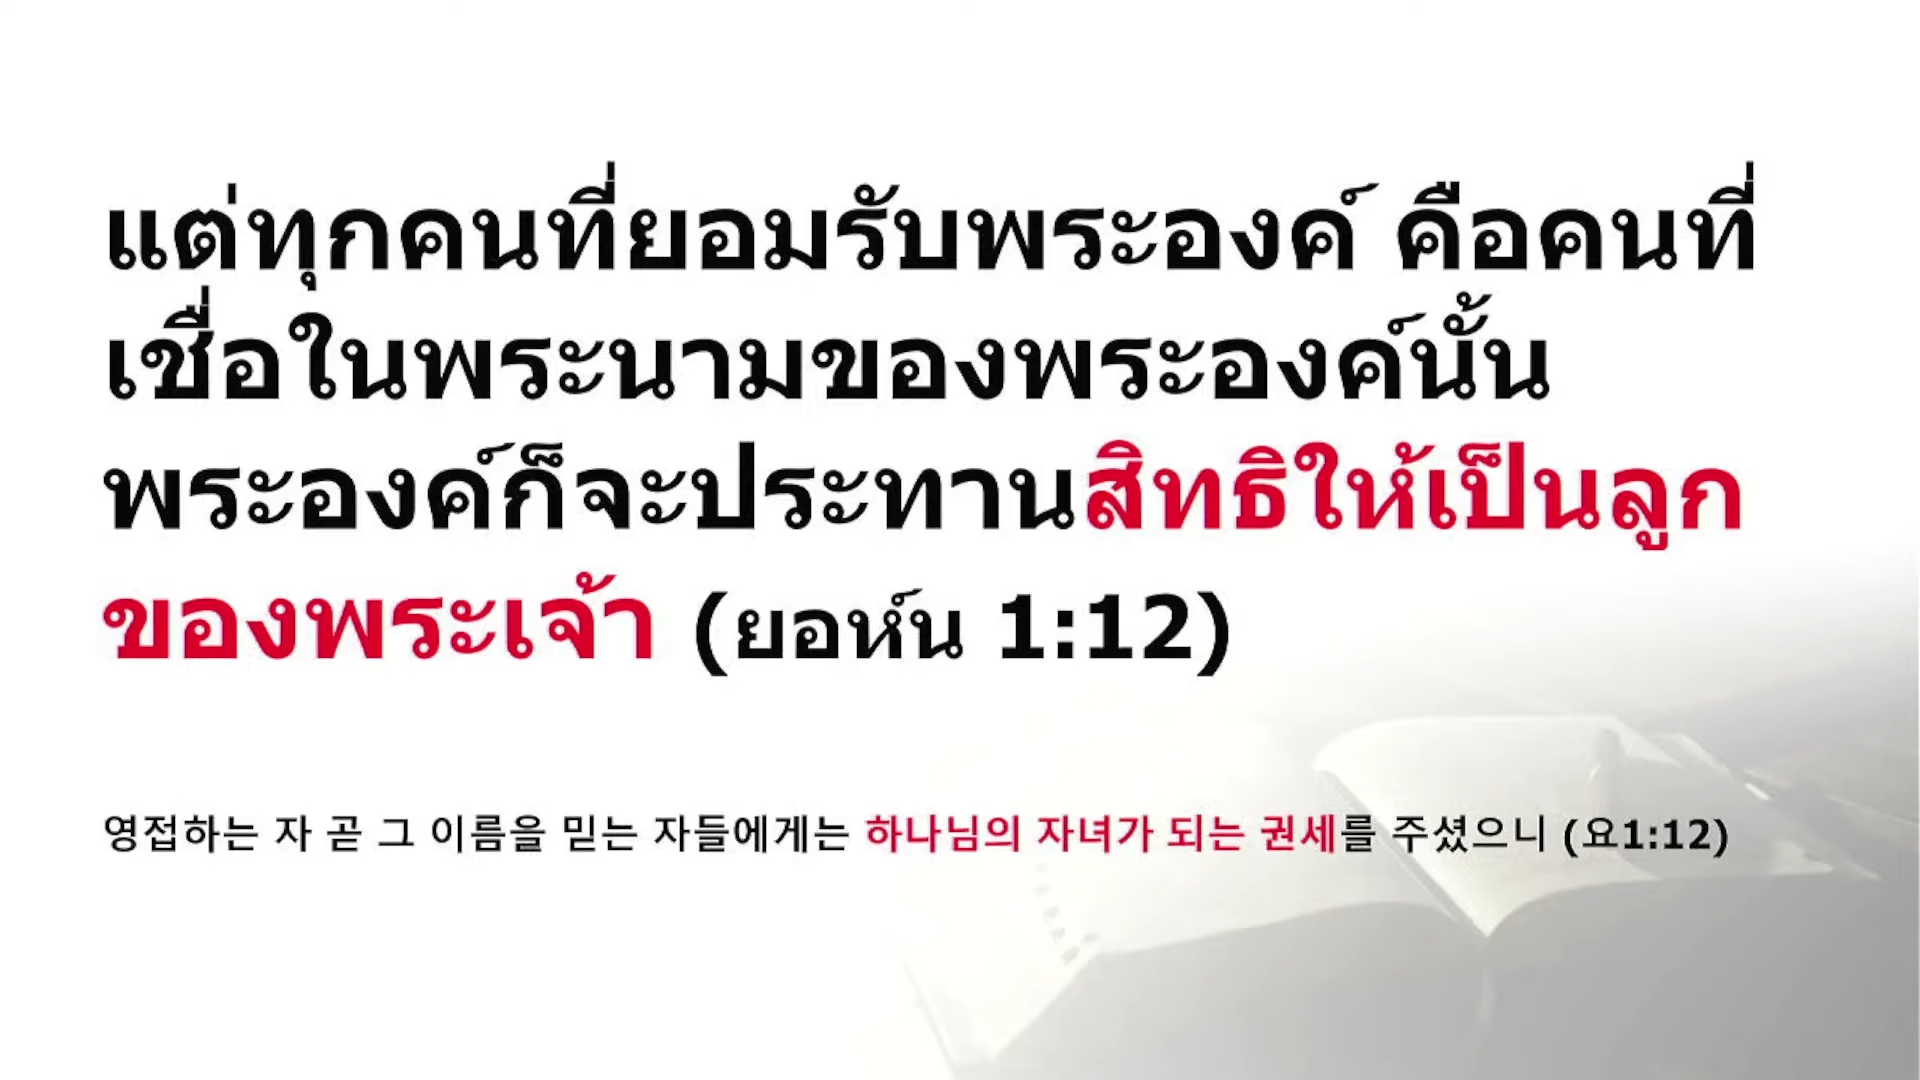 แต่ทุกคนที่ยอมรับพระองค์ คือคนที่
เชื่อในพระนามของพระองค์นั้น
พระองค์ก็จะประทานสิทธิให้เป็นลูก
ของพระเจ้า (ยอห์น 1:12)
영접하는 자 곧 그 이름을 믿는 자들에게는 하나님의 자녀가 되는 권세를 주셨으니 (요1:12)